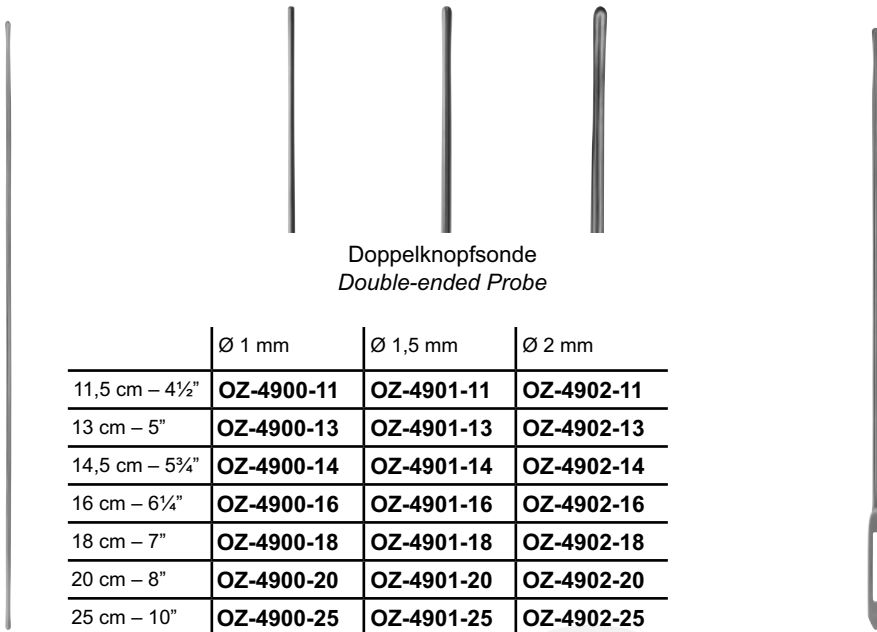 Doppelknopfsonde
Double-ended Probe
Ø 1 mm Ø 1,5 mm Ø 2 mm
11,5 cm – 4½” OZ-4900-11 OZ-4901-11 OZ-4902-11
13 cm – 5” OZ-4900-13 OZ-4901-13 OZ-4902-13
14,5 cm – 5¾” OZ-4900-14 OZ-4901-14 OZ-4902-14
16 cm – 6¼” OZ-4900-16 OZ-4901-16 OZ-4902-16
18 cm – 7” OZ-4900-18 OZ-4901-18 OZ-4902-18
20 cm – 8” OZ-4900-20 OZ-4901-20 OZ-4902-20
25 cm – 10” OZ-4900-25 OZ-4901-25 OZ-4902-25